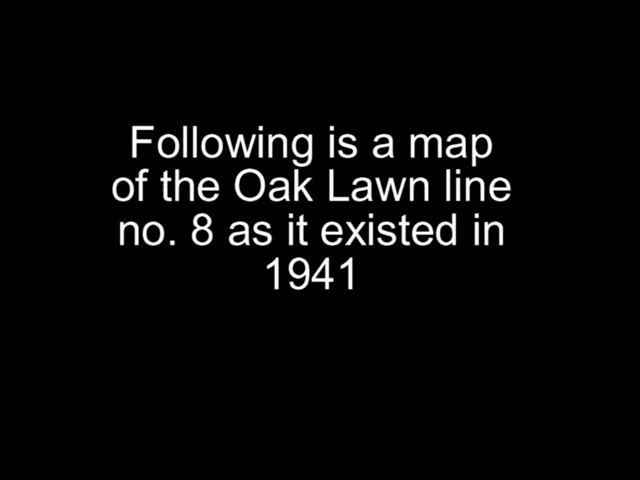 Following is a map
of the Oak Lawn line
no. 8 as it existed in
1941